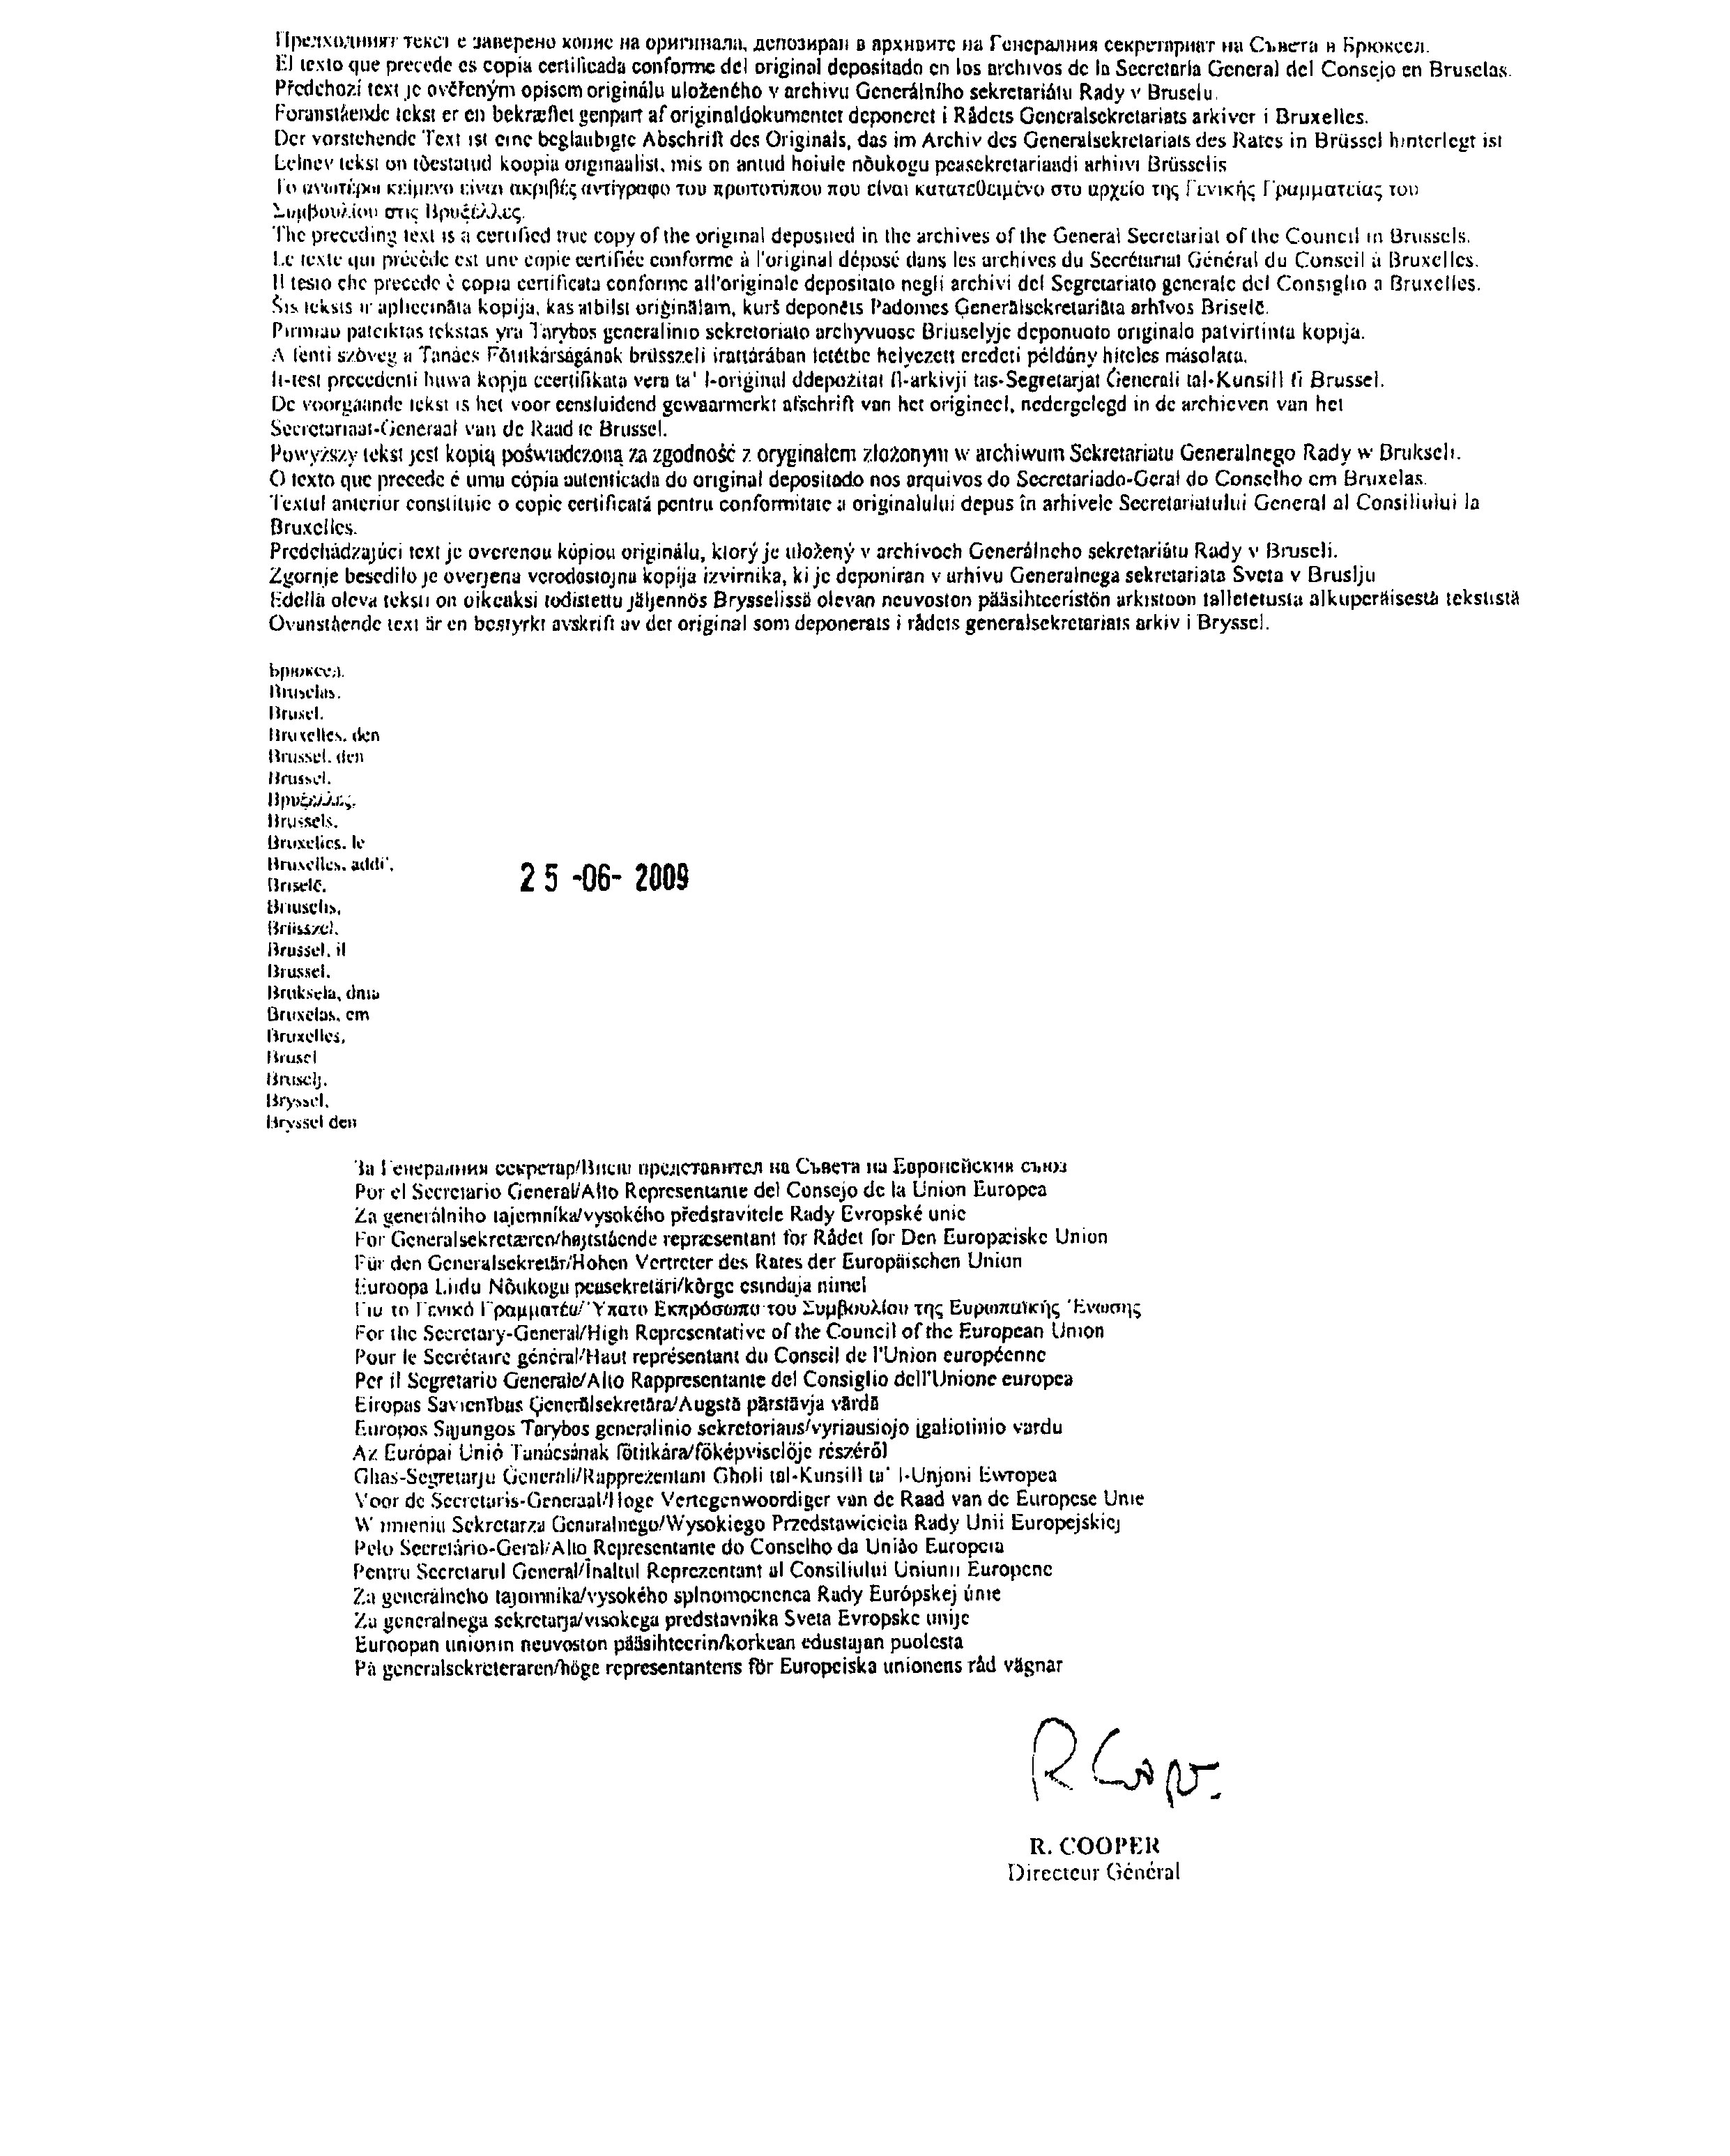 Предходният текст е заверено копие на оригинала, депозиран в архивите на Генералния секретариат на Съвета в Брюксел.
El texto que precede es copia certificada conforme del original depositado en los archivos de la Secretaría General del Consejo en Bruselas.
Předchozí text je ověřeným opisem originálu uloženého v archivu Generálního sekretariátu Rady v Bruselu.
Foranstående tekst er en bekræftet genpart af originaldokumentet deponeret i Rådets Generalsekretariats arkiver i Bruxelles.
Der vorstehende Text ist eine beglaubigte Abschrift des Originals, das im Archiv des Generalsekretariats des Rates in Brüssel hinterlegt ist
Eelnev tekst on tõestatud koopia originaalist, mis on antud hoiule nõukogu peasekretariaadi arhiivi Brüsselis
Το ανωτέρω κείμενο είναι ακριβές αντίγραφο του πρωτοτύπου που είναι κατατεθειμένο στο αρχείο της Γενικής Γραμματείας του
Συμβουλίου στις Βρυξέλλες.
The preceding text is a certified true copy of the original deposited in the archives of the General Secretariat of the Council in Brussels.
Le texte qui précède est une copie certifiée conforme à l'original déposé dans les archives du Secrétariat Général du Conseil à Bruxelles.
Il testo che precede è copia certificata conforme all'originale depositato negli archivi del Segretariato generale del Consiglio a Bruxelles.
Šis teksts ir apliecināta kopija, kas atbilst oriģinālam, kurš deponēts Padomes Ģenerālsekretariāta arhīvos Briselē.
Pirmiau pateiktas tekstas yra Tarybos generalinio sekretoriato archyvuose Briuselyje deponuoto originalo patvirtinta kopija.
A fenti szöveg a Tanács Főtitkárságának brüsszeli irattárában letétbe helyezett eredeti példány hiteles másolata.
It-test preċedenti huwa kopja ċċertifikata vera ta' l-oriġinal ddepożitat fl-arkivji tas-Segretarjat Ġenerali tal-Kunsill fi Brussel.
De voorgaande tekst is het voor eensluidend gewaarmerkt afschrift van het origineel, nedergelegd in de archieven van het
Secretariaat-Generaal van de Raad te Brussel.
Powyższy tekst jest kopią poświadczoną za zgodność z oryginałem złożonym w archiwum Sekretariatu Generalnego Rady w Brukseli.
O texto que precede é uma cópia autenticada do original depositado nos arquivos do Secretariado-Geral do Conselho em Bruxelas.
Textul anterior constituie o copie certificată pentru conformitate a originalului depus în arhivele Secretariatului General al Consiliului la
Bruxelles.
Predchádzajúci text je overenou kópiou originálu, ktorý je uložený v archívoch Generálneho sekretariátu Rady v Bruseli.
Zgornje besedilo je overjena verodostojna kopija izvirnika, ki je deponiran v arhivu Generalnega sekretariata Sveta v Bruslju
Edellä oleva teksti on oikeaksi todistettu jäljennös Brysselissä olevan neuvoston pääsihteeristön arkistoon talletetusta alkuperäisestä tekstistä
Ovanstående text är en bestyrkt avskrift av det original som deponerats i rådets generalsekretariats arkiv i Bryssel.
Брюксел,
Bruselas,
Brusel,
Bruxelles, den
Brüssel, den
Brüssel,
Βρυξέλλες,
Brussels,
Bruxelles, le
Bruxelles, addì',
Briselē,
Briuselis,
Brüsszel,
Brussel, il
Brussel,
Bruksela, dnia
Bruxelas, em
Bruxelles,
Brusel
Bruselj,
Bryssel,
Bryssel den
25 -06- 2009
За Генералния секретар/Висш представител на Съвета на Европейския съюз
Por el Secretario General/Alto Representante del Consejo de la Unión Europea
Za generálního tajemníka/vysokého představitele Rady Evropské unie
For Generalsekretæren/højtstående repræsentant for Rådet for Den Europæiske Union
Für den Generalsekretär/Hohen Vertreter des Rates der Europäischen Union
Euroopa Liidu Nõukogu peasekretäri/kõrge esindaja nimel
Για το Γενικό Γραμματέα/Ύπατο Εκπρόσωπο του Συμβουλίου της Ευρωπαϊκής Ένωσης
For the Secretary-General/High Representative of the Council of the European Union
Pour le Secrétaire général/Haut représentant du Conseil de l'Union européenne
Per il Segretario Generale/Alto Rappresentante del Consiglio dell'Unione europea
Eiropas Savienības Ģenerālsekretāra/Augstā pārstāvja vārdā
Europos Sąjungos Tarybos generalinio sekretoriaus/vyriausiojo įgaliotinio vardu
Az Európai Unió Tanácsának főtitkára/főképviselője részéről
Għas-Segretarju Ġenerali/Rappreżentant Għoli tal-Kunsill ta' l-Unjoni Ewropea
Voor de Secretaris-Generaal/Hoge Vertegenwoordiger van de Raad van de Europese Unie
W imieniu Sekretarza Generalnego/Wysokiego Przedstawiciela Rady Unii Europejskiej
Pelo Secretário-Geral/Alto Representante do Conselho da União Europeia
Pentru Secretarul General/Înaltul Reprezentant al Consiliului Uniunii Europene
Za generálneho tajomníka/vysokého splnomocnenca Rady Európskej únie
Za generalnega sekretarja/visokega predstavnika Sveta Evropske unije
Euroopan unionin neuvoston pääsihteerin/korkean edustajan puolesta
På generalsekreteraren/höge representantens för Europeiska unionens råd vägnar
R Cooper.
R. COOPER
Directeur Général